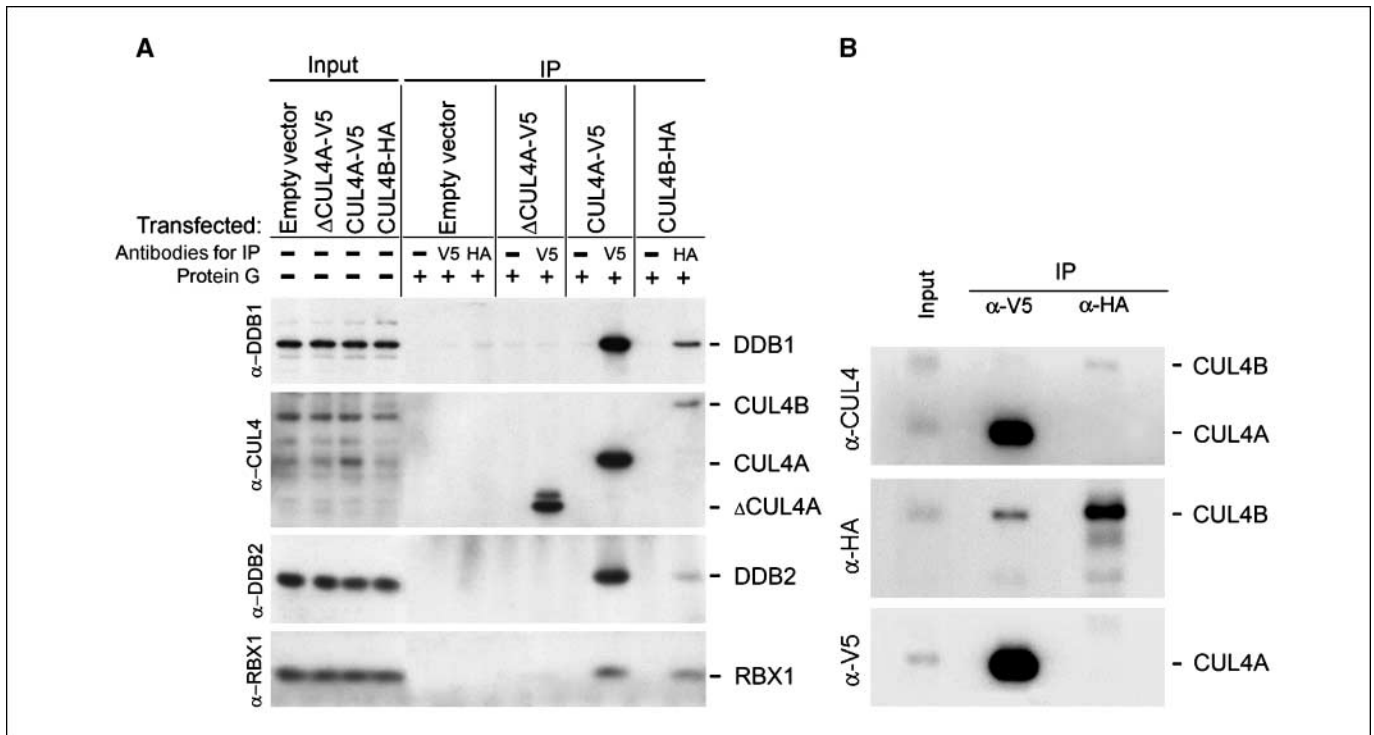 A
Input
IP
Empty vector
ΔCUL4A-V5
CUL4A-V5
CUL4B-HA
Empty vector
ΔCUL4A-V5
CUL4A-V5
CUL4B-HA
Transfected:
Antibodies for IP - - - - - V5 HA - V5 - V5 - HA
Protein G - - - - + + + + + + + + +
α-DDB1
- DDB1
α-CUL4
- CUL4B
- CUL4A
- ΔCUL4A
α-DDB2
- DDB2
α-RBX1
- RBX1
B
Input
IP
α-V5 α-HA
α-CUL4
- CUL4B
- CUL4A
α-HA
- CUL4B
α-V5
- CUL4A